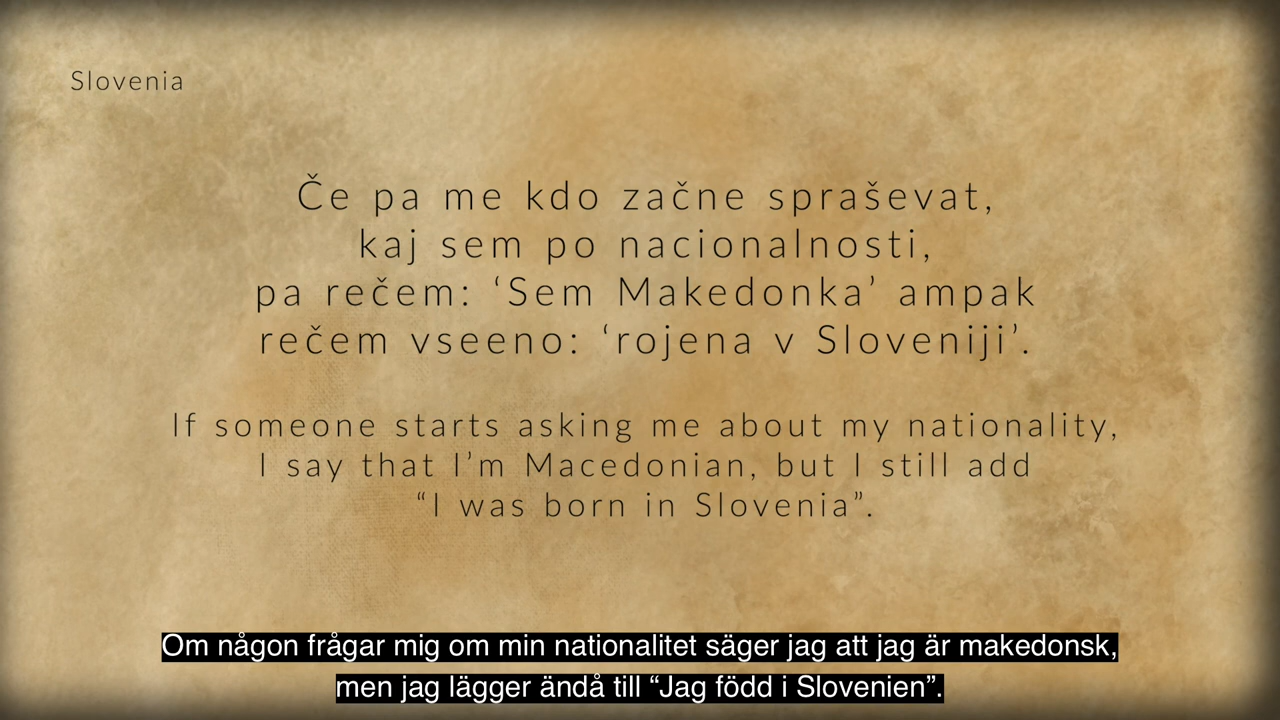 Slovenia
Če pa me kdo začne spraševat,
kaj sem po nacionalnosti,
pa rečem: ‘Sem Makedonka’ ampak
rečem vseeno: ‘rojena v Sloveniji’.
If someone starts asking me about my nationality,
I say that I’m Macedonian, but I still add
“I was born in Slovenia”.
Om någon frågar mig om min nationalitet säger jag att jag är makedonsk,
men jag lägger ändå till “Jag född i Slovenien”.